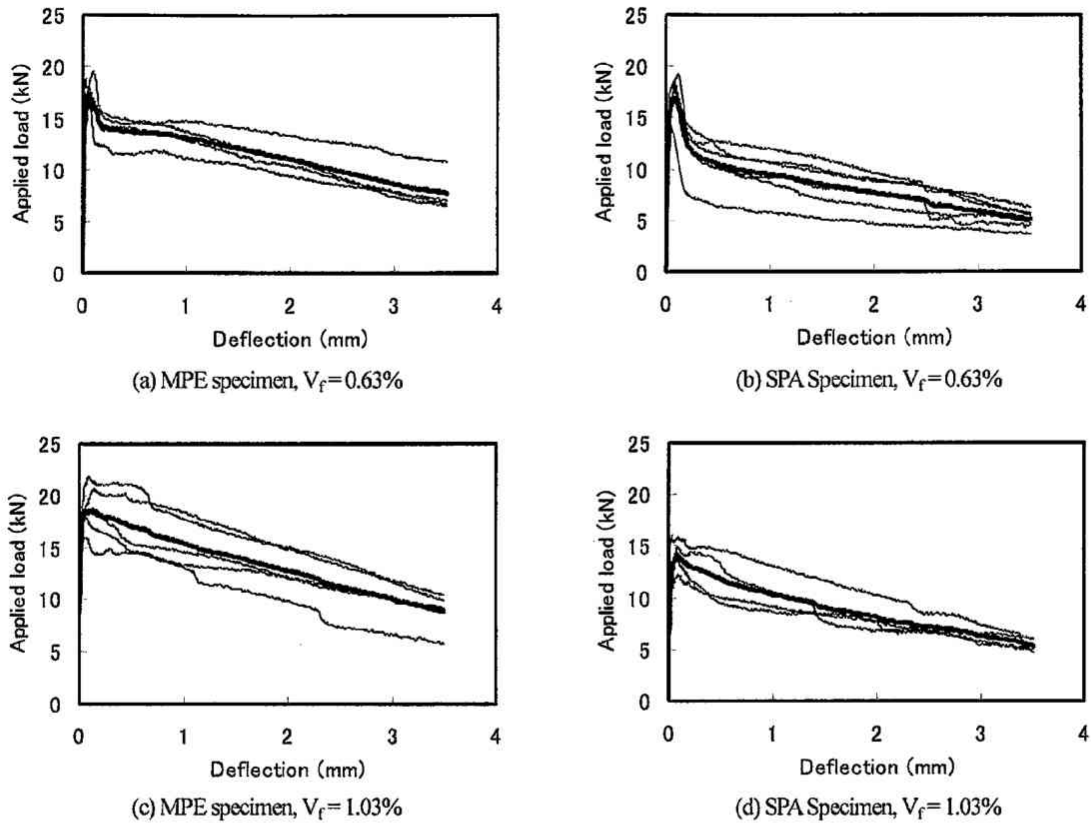 25
20
15
10
5
0
Applied load (kN)
0 1 2 3 4
Deflection (mm)
(a) MPE specimen, Vf = 0.63%
25
20
15
10
5
0
Applied load (kN)
0 1 2 3 4
Deflection (mm)
(b) SPA Specimen, Vf = 0.63%
25
20
15
10
5
0
Applied load (kN)
0 1 2 3 4
Deflection (mm)
(c) MPE specimen, Vf = 1.03%
25
20
15
10
5
0
Applied load (kN)
0 1 2 3 4
Deflection (mm)
(d) SPA Specimen, Vf = 1.03%